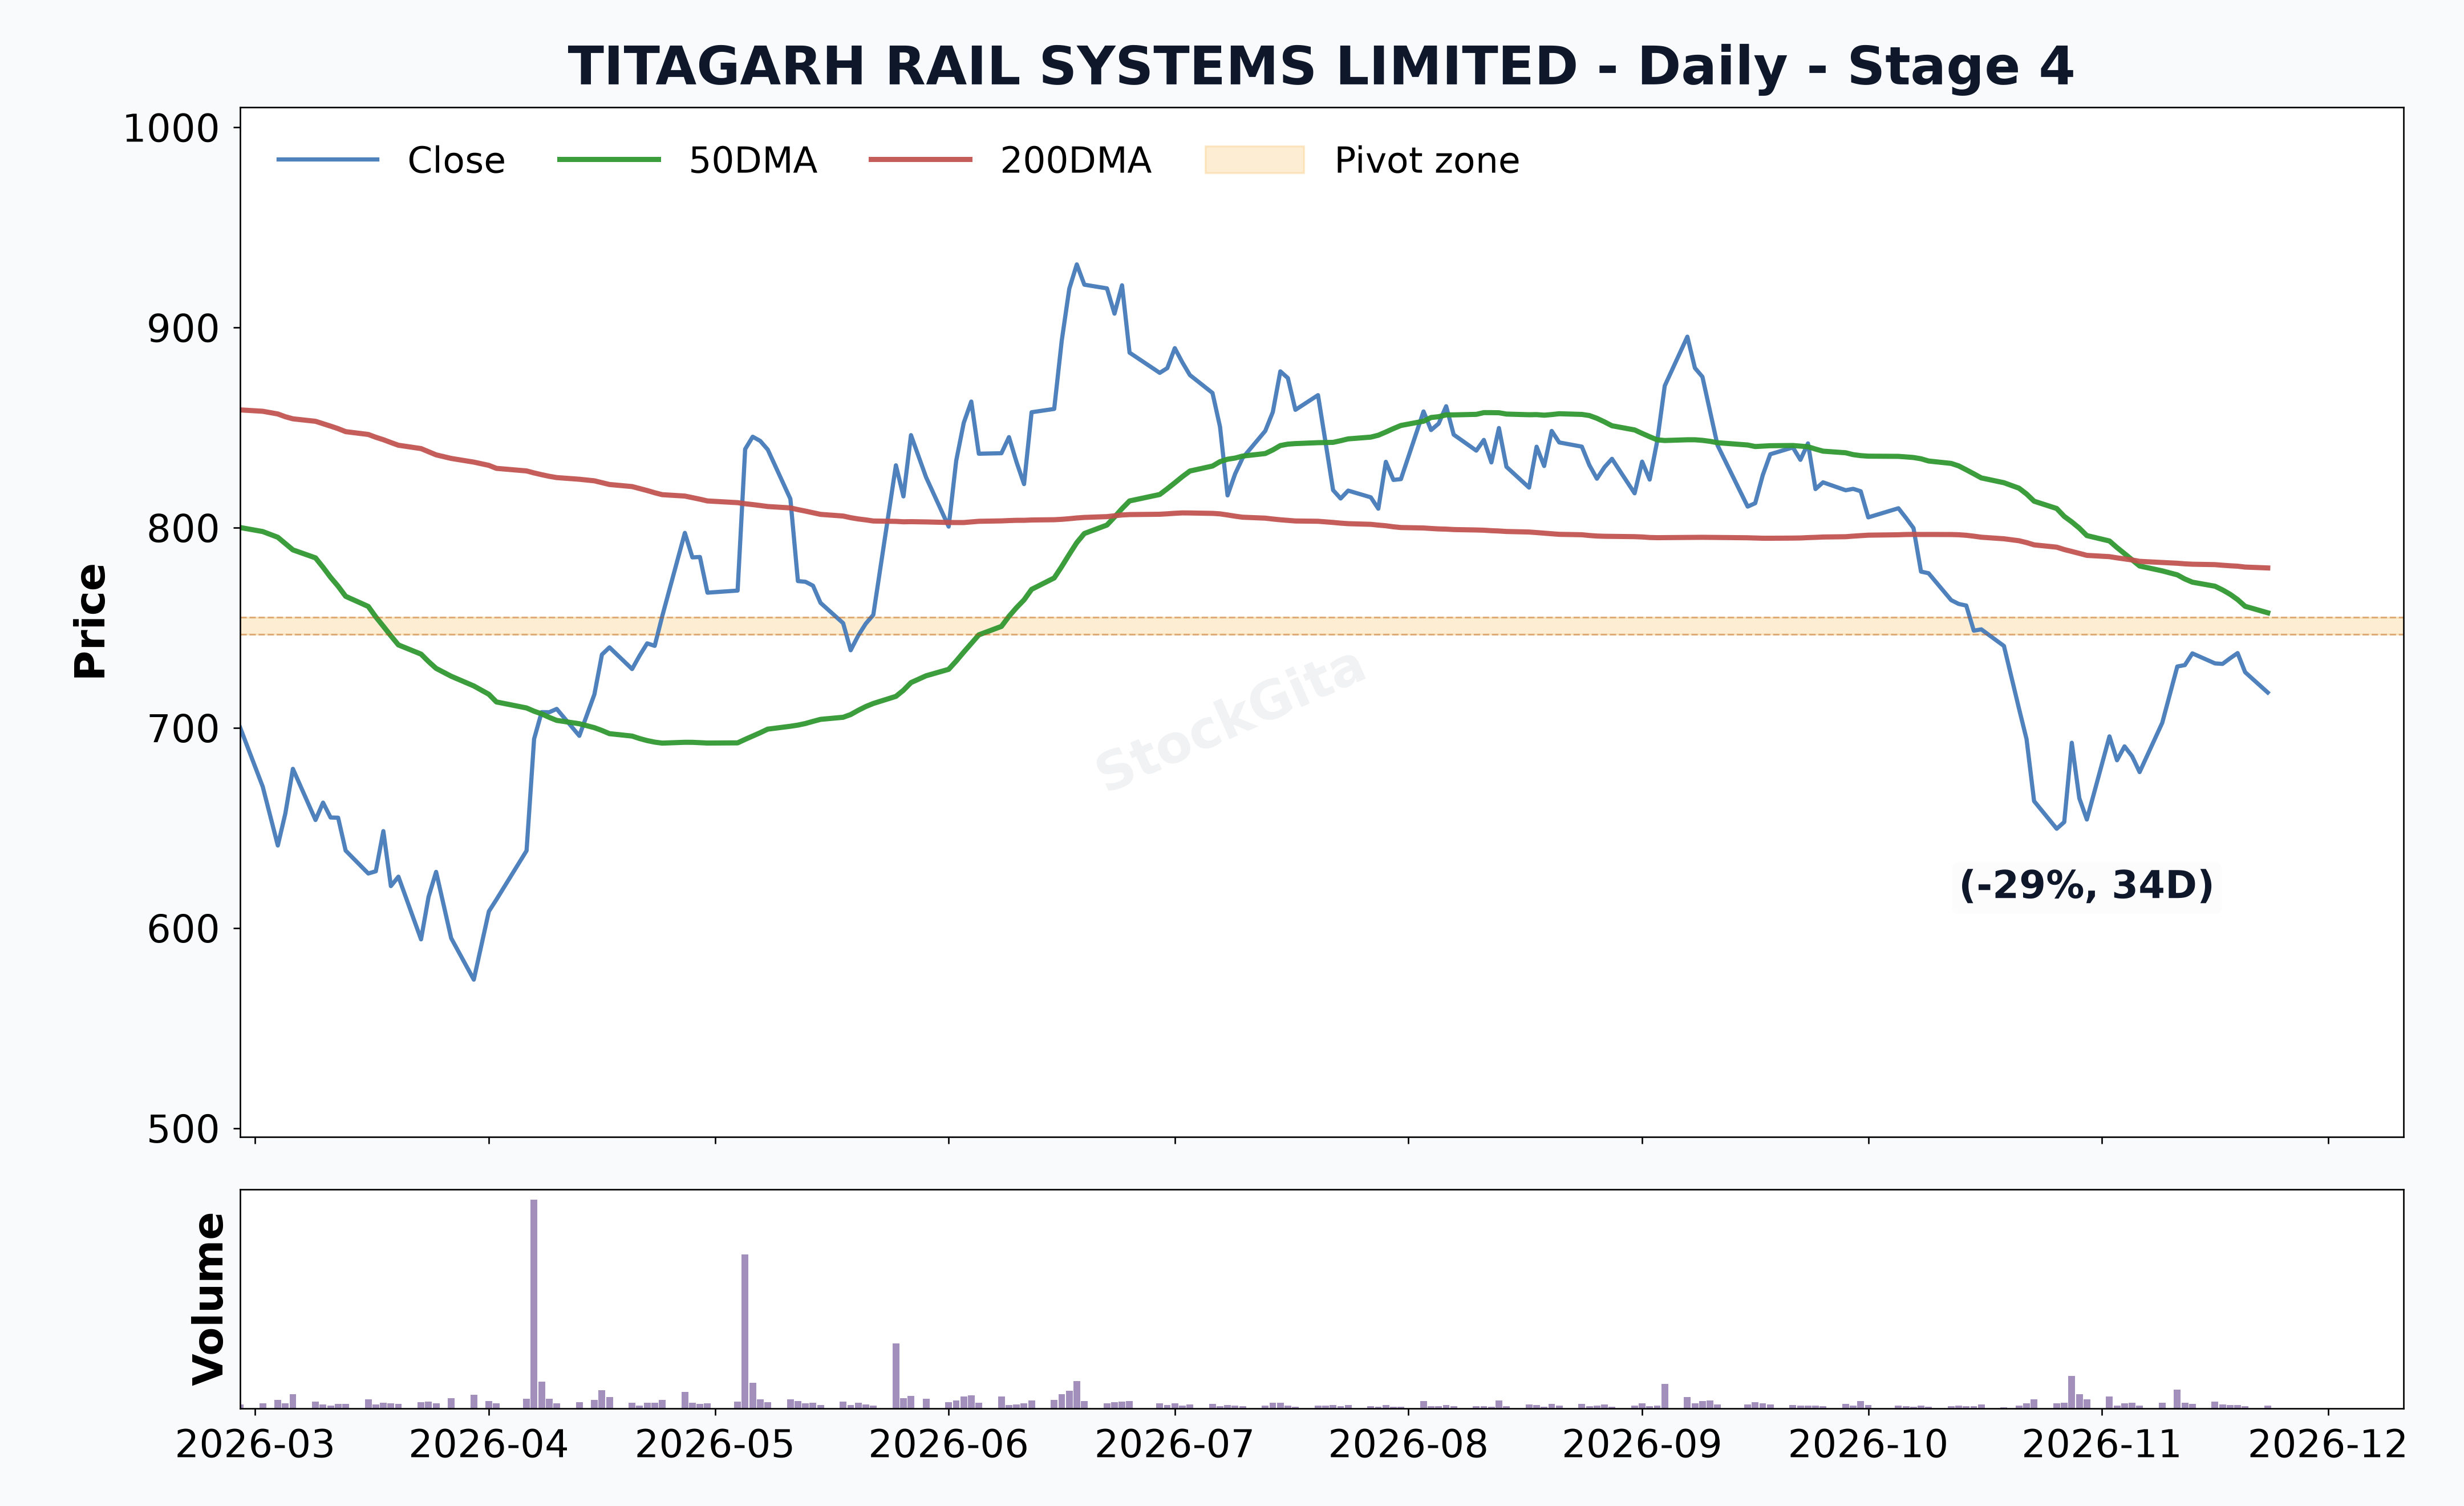 TITAGARH RAIL SYSTEMS LIMITED - Daily - Stage 4
Close 50DMA 200DMA Pivot zone
1000
900
800
700
600
500
Price
StockGita
(-29%, 34D)
Volume
2026-03 2026-04 2026-05 2026-06 2026-07 2026-08 2026-09 2026-10 2026-11 2026-12